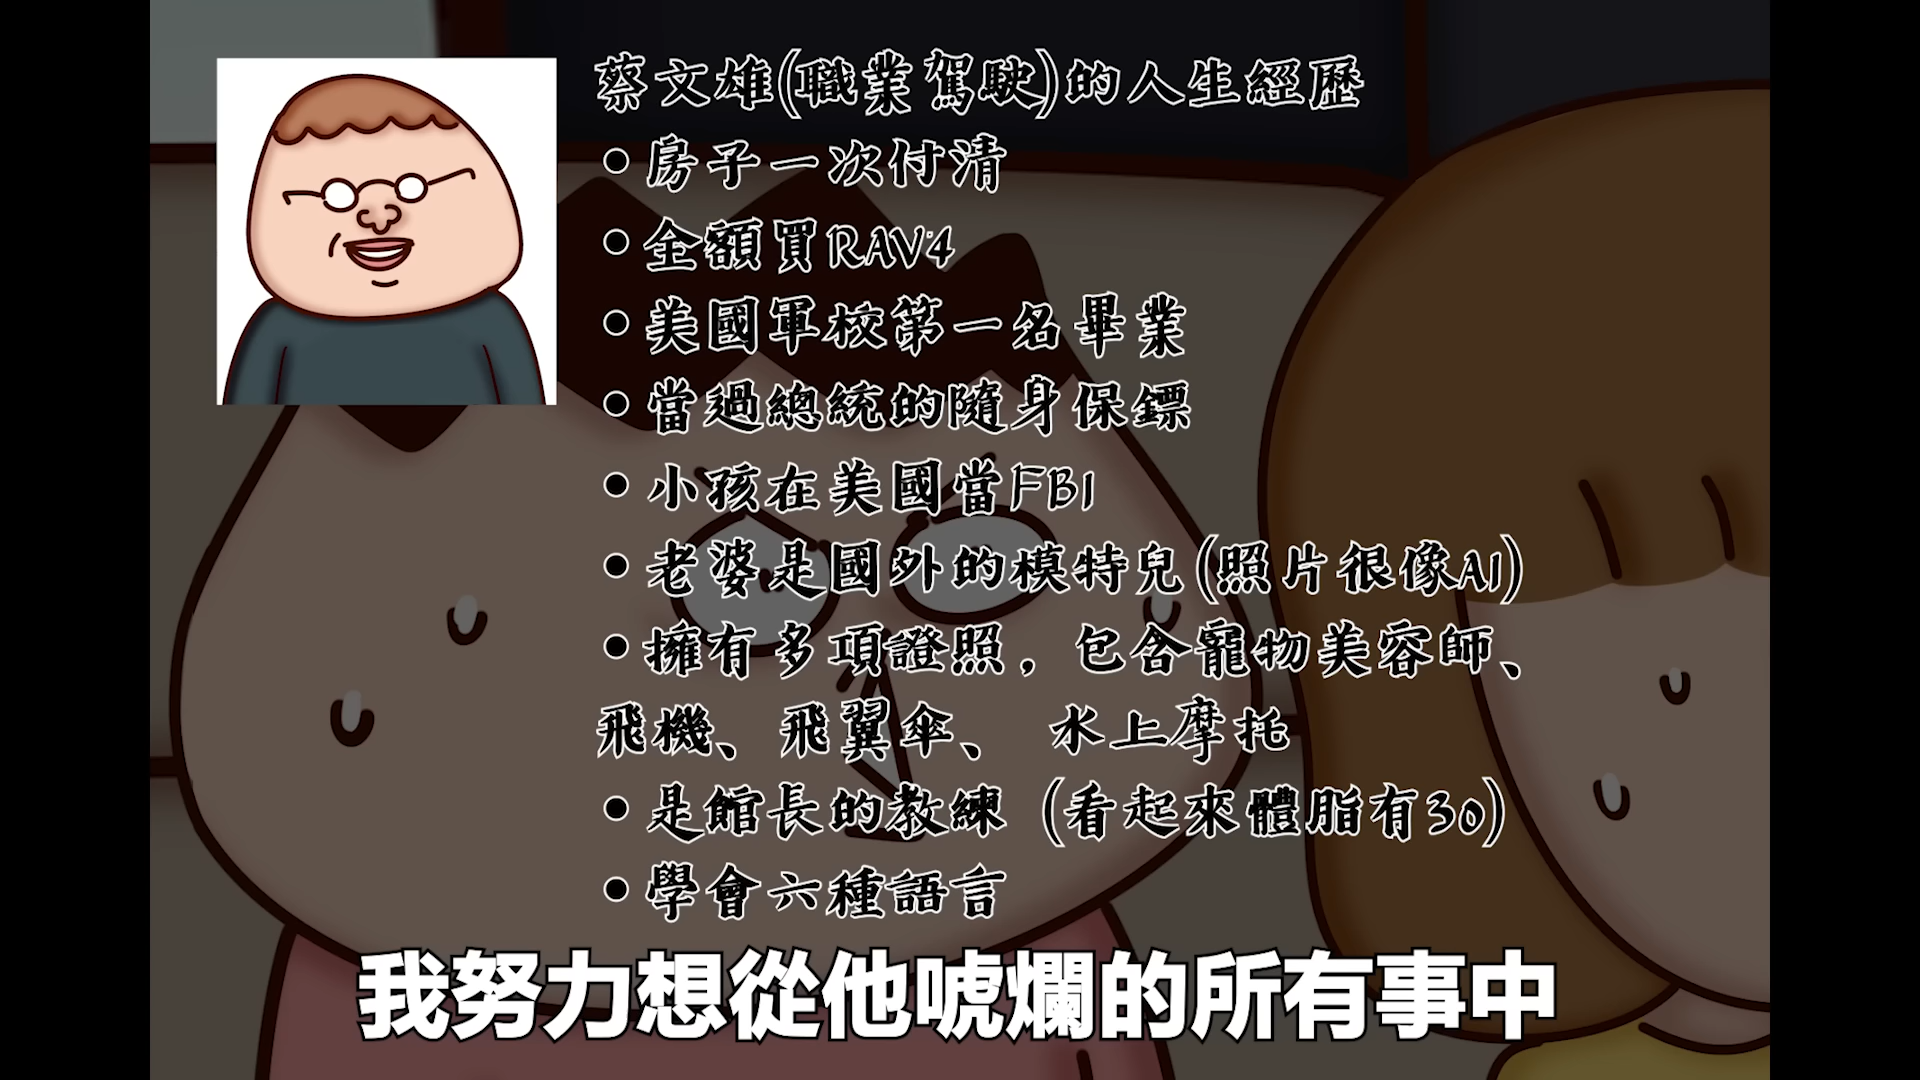 蔡文雄(職業駕駛)的人生經歷
•房子一次付清
•全額買RAV4
•美國軍校第一名畢業
•當過總統的隨身保鏢
•小孩在美國當FBI
•老婆是國外的模特兒(照片很像AI)
•擁有多項證照，包含寵物美容師、
飛機、飛翼傘、 水上摩托
•是館長的教練 (看起來體脂有30)
•學會六種語言
我努力想從他唬爛的所有事中